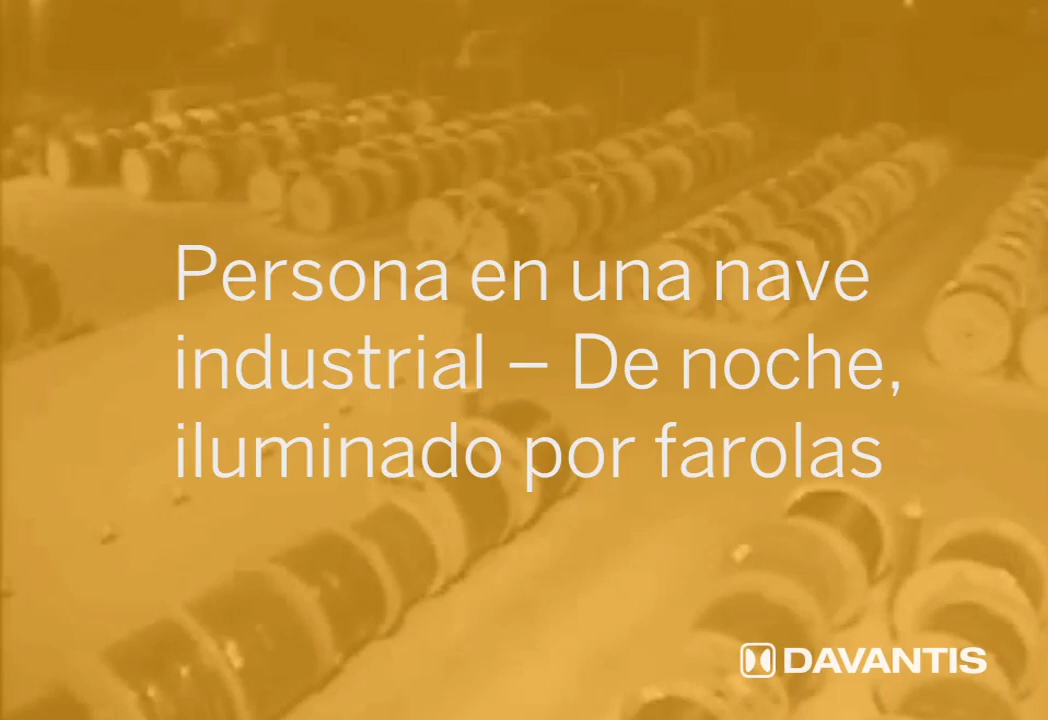 Persona en una nave
industrial – De noche,
iluminado por farolas
DAVANTIS